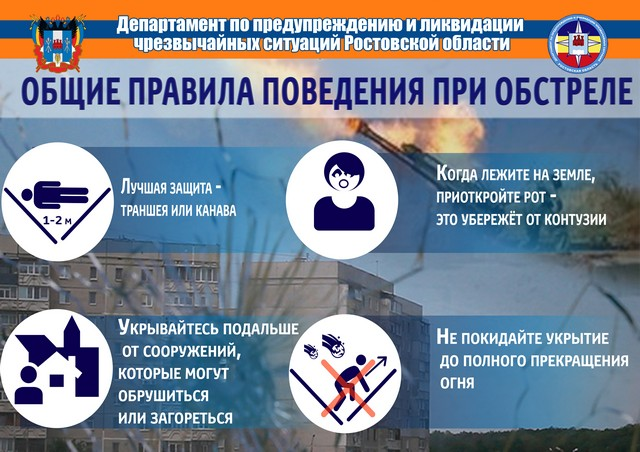 Департамент по предупреждению и ликвидации
чрезвычайных ситуаций Ростовской области
ОБЩИЕ ПРАВИЛА ПОВЕДЕНИЯ ПРИ ОБСТРЕЛЕ
1-2 м
Лучшая защита -
траншея или канава
Когда лежите на земле,
приоткройте рот -
это убережёт от контузии
Укрывайтесь подальше
от сооружений,
которые могут
обрушиться
или загореться
Не покидайте укрытие
до полного прекращения
огня